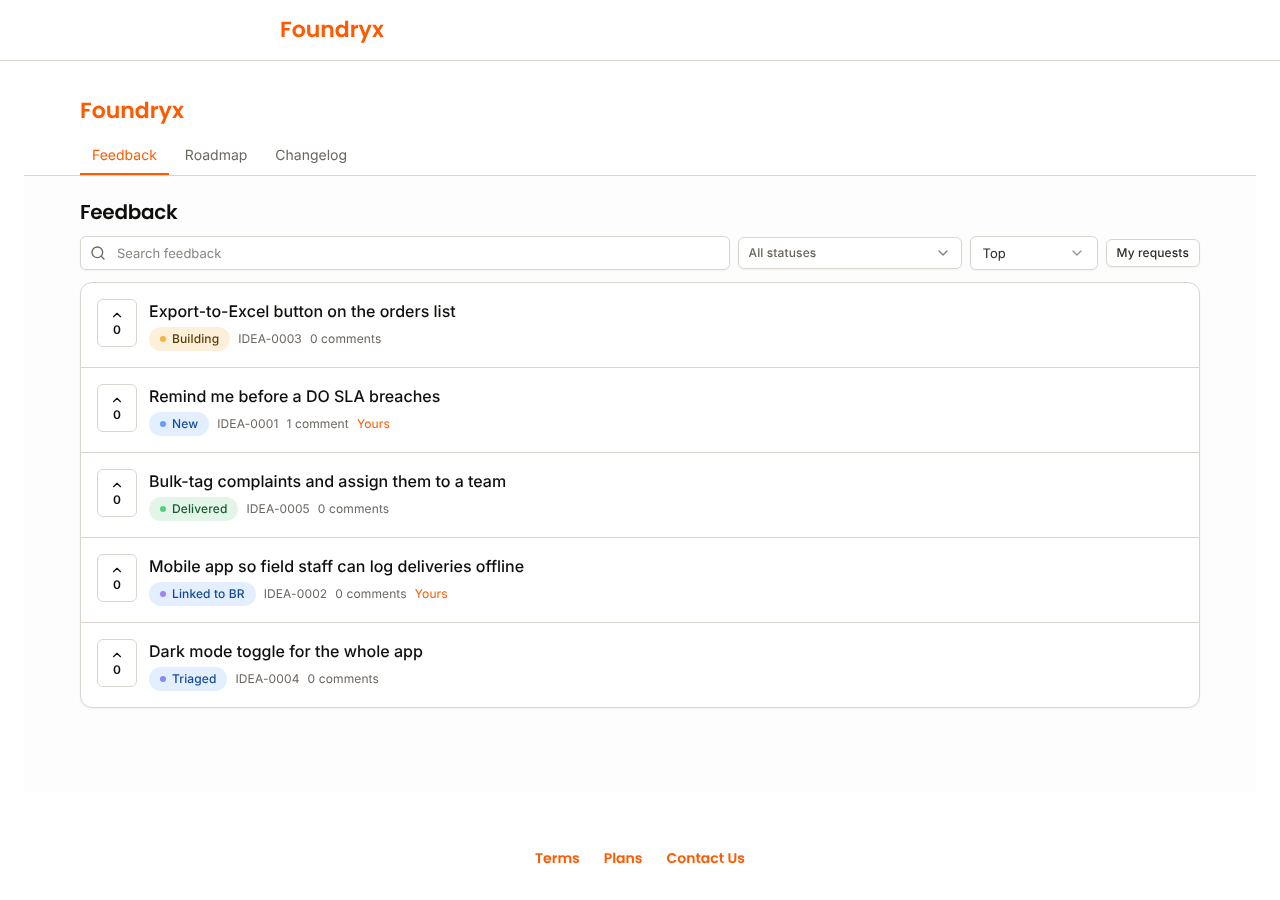 Foundryx
Foundryx
Feedback Roadmap Changelog
Feedback
Search feedback All statuses Top My requests
0 Export-to-Excel button on the orders list
Building IDEA-0003 0 comments
0 Remind me before a DO SLA breaches
New IDEA-0001 1 comment Yours
0 Bulk-tag complaints and assign them to a team
Delivered IDEA-0005 0 comments
0 Mobile app so field staff can log deliveries offline
Linked to BR IDEA-0002 0 comments Yours
0 Dark mode toggle for the whole app
Triaged IDEA-0004 0 comments
Terms Plans Contact Us